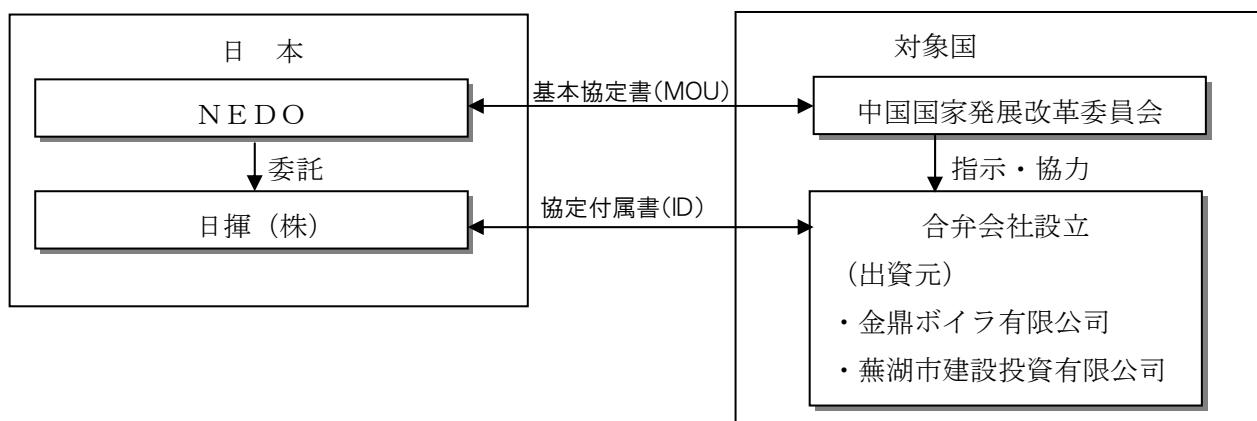 日　本
ＮＥＤＯ
委託
日揮（株）
基本協定書(MOU)
協定付属書(ID)
対象国
中国国家発展改革委員会
指示・協力
合弁会社設立
（出資元）
・金鼎ボイラ有限公司
・蕪湖市建設投資有限公司